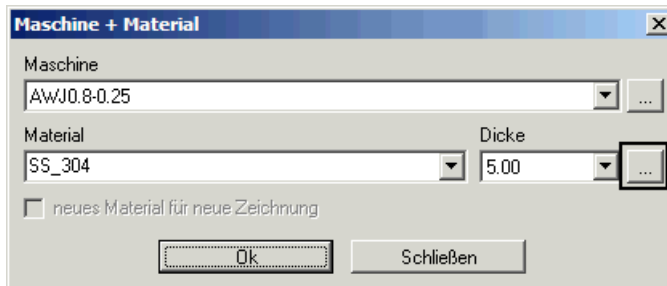 Maschine + Material
Maschine
AWJ0.8-0.25 ...
Material Dicke
SS_304 5.00 ...
neues Material für neue Zeichnung
Ok Schließen